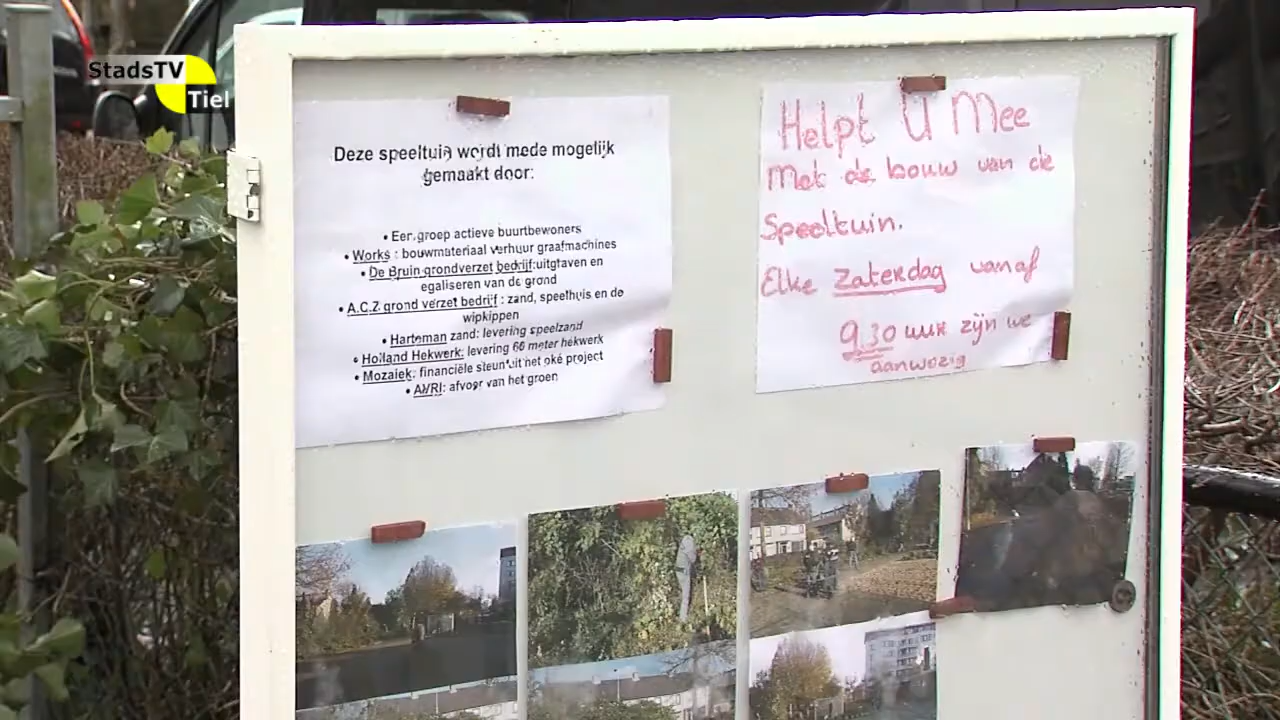 StadsTV
Tiel
Deze speeltuin wordt mede mogelijk
gemaakt door:
• Een groep actieve buurtbewoners
• Works : bouwmateriaal verhuur graafmachines
• De Bruin grondverzet bedrijf:uitgraven en
egaliseren van de grond
• A.C.Z grond verzet bedrijf : zand, speelhuis en de
wipkippen
• Harteman zand: levering speelzand
• Holland Hekwerk: levering 66 meter hekwerk
• Mozaiek: financiële steun uit het oké project
• AVRI: afvoer van het groen
Helpt U Mee
Met de bouw van de
Speeltuin.
Elke zaterdag vanaf
9.30 uur zijn we
aanwezig